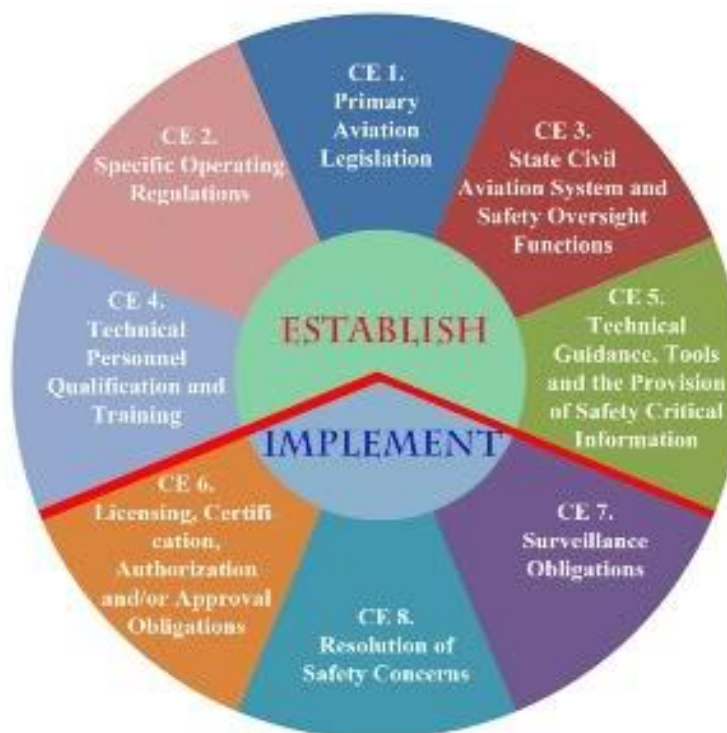 CE 1.
Primary
Aviation
Legislation
CE 2.
Specific Operating
Regulations
CE 3.
State Civil
Aviation System and
Safety Oversight
Functions
CE 4.
Technical
Personnel
Qualification and
Training
ESTABLISH
CE 5.
Technical
Guidance, Tools
and the Provision
of Safety Critical
Information
IMPLEMENT
CE 6.
Licensing, Certifi-
cation,
Authorization
and/or Approval
Obligations
CE 7.
Surveillance
Obligations
CE 8.
Resolution of
Safety Concerns